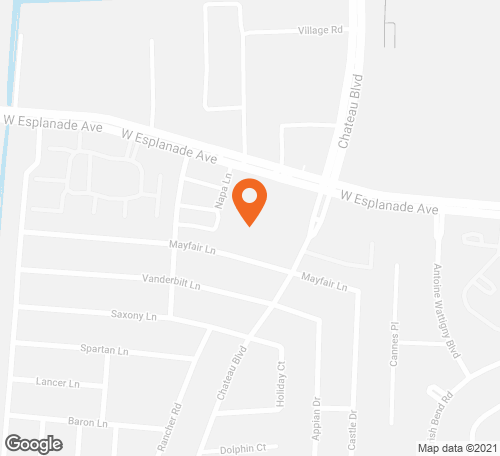 Village Rd
Chateau Blvd
W Esplanade Ave
W Esplanade Ave
Napa Ln
W Esplanade Ave
Mayfair Ln
Mayfair Ln
Vanderbilt Ln
Antoine Wattigny Blvd
Saxony Ln
Cannes Pl
Spartan Ln
Chateau Blvd
Holiday Ct
Lancer Ln
Rancher Rd
Appian Dr
Castle Dr
ish Bend Rd
Baron Ln
Dolphin Ct
Google
Map data ©2021